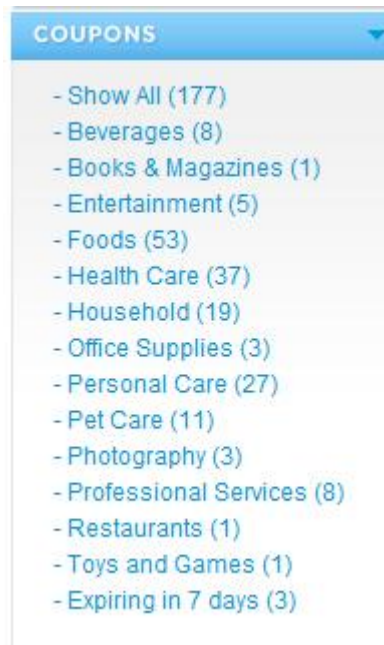 COUPONS
- Show All (177)
- Beverages (8)
- Books & Magazines (1)
- Entertainment (5)
- Foods (53)
- Health Care (37)
- Household (19)
- Office Supplies (3)
- Personal Care (27)
- Pet Care (11)
- Photography (3)
- Professional Services (8)
- Restaurants (1)
- Toys and Games (1)
- Expiring in 7 days (3)